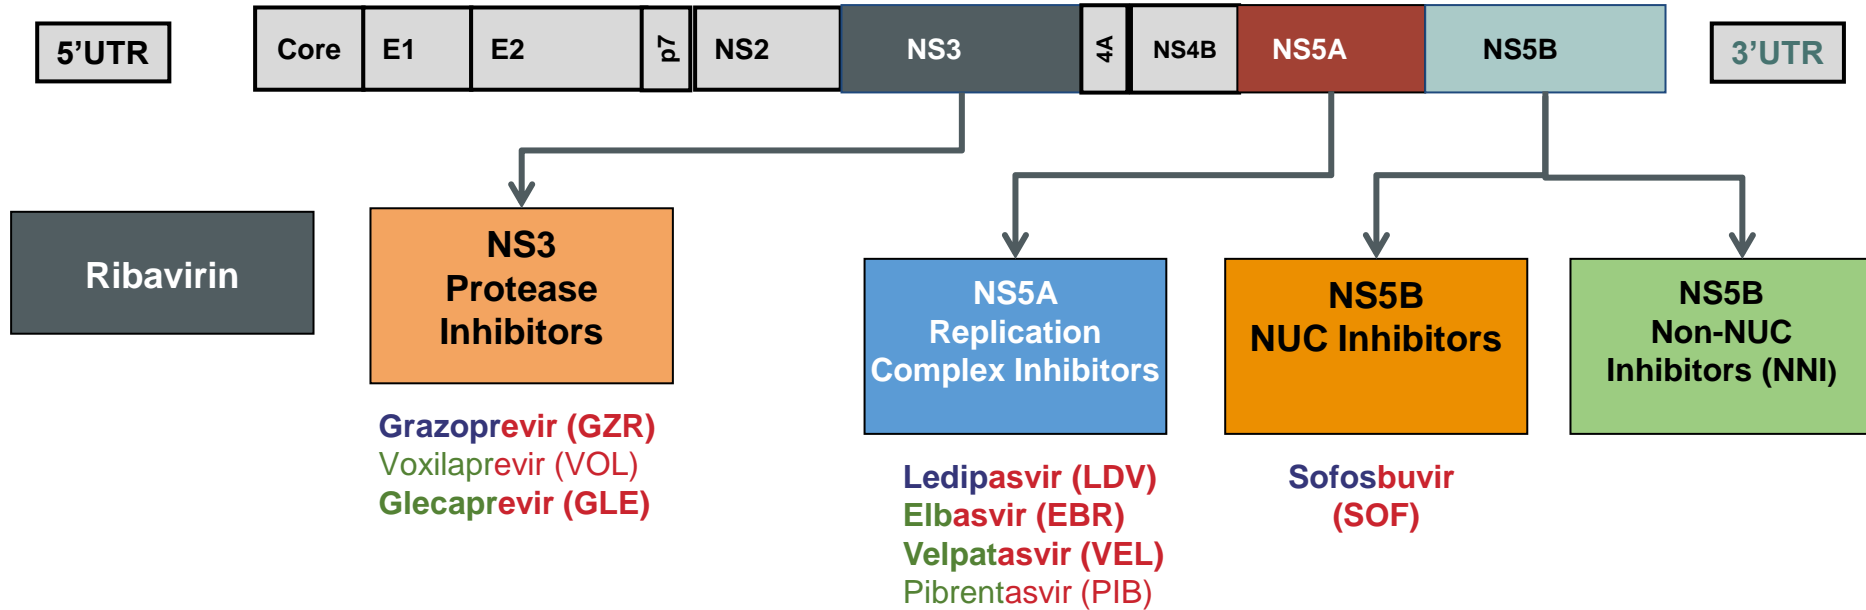 5’UTR
Core
E1
E2
p7
NS2
NS3
4A
NS4B
NS5A
NS5B
3’UTR
Ribavirin
NS3
Protease
Inhibitors
Grazoprevir (GZR)
Voxilaprevir (VOL)
Glecaprevir (GLE)
NS5A
Replication
Complex Inhibitors
Ledipasvir (LDV)
Elbasvir (EBR)
Velpatasvir (VEL)
Pibrentasvir (PIB)
NS5B
NUC Inhibitors
Sofosbuvir
(SOF)
NS5B
Non-NUC
Inhibitors (NNI)